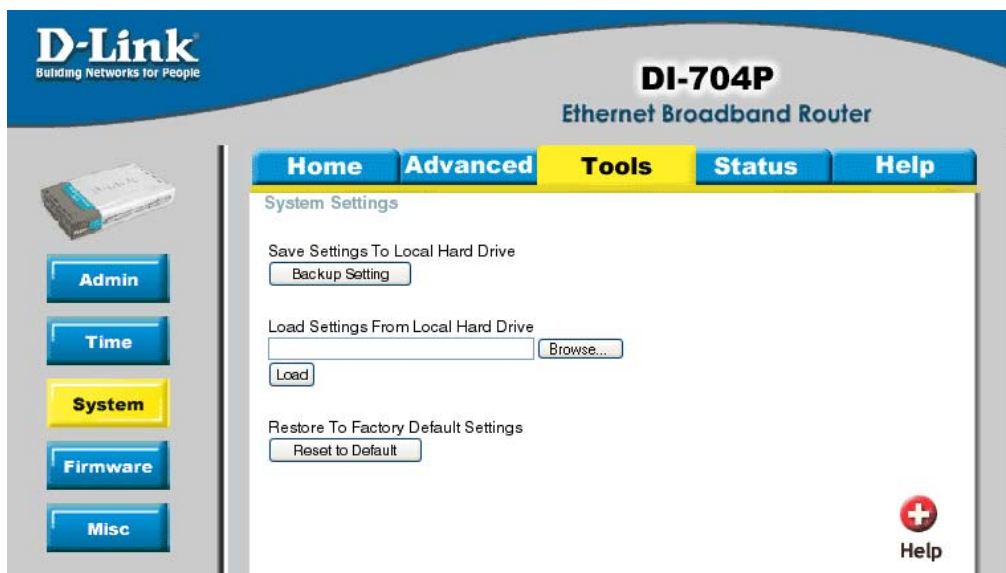 D-Link
Building Networks for People
DI-704P
Ethernet Broadband Router
Home
Advanced
Tools
Status
Help
Admin
Time
System
Firmware
Misc
System Settings
Save Settings To Local Hard Drive
Backup Setting
Load Settings From Local Hard Drive
Browse...
Load
Restore To Factory Default Settings
Reset to Default
Help